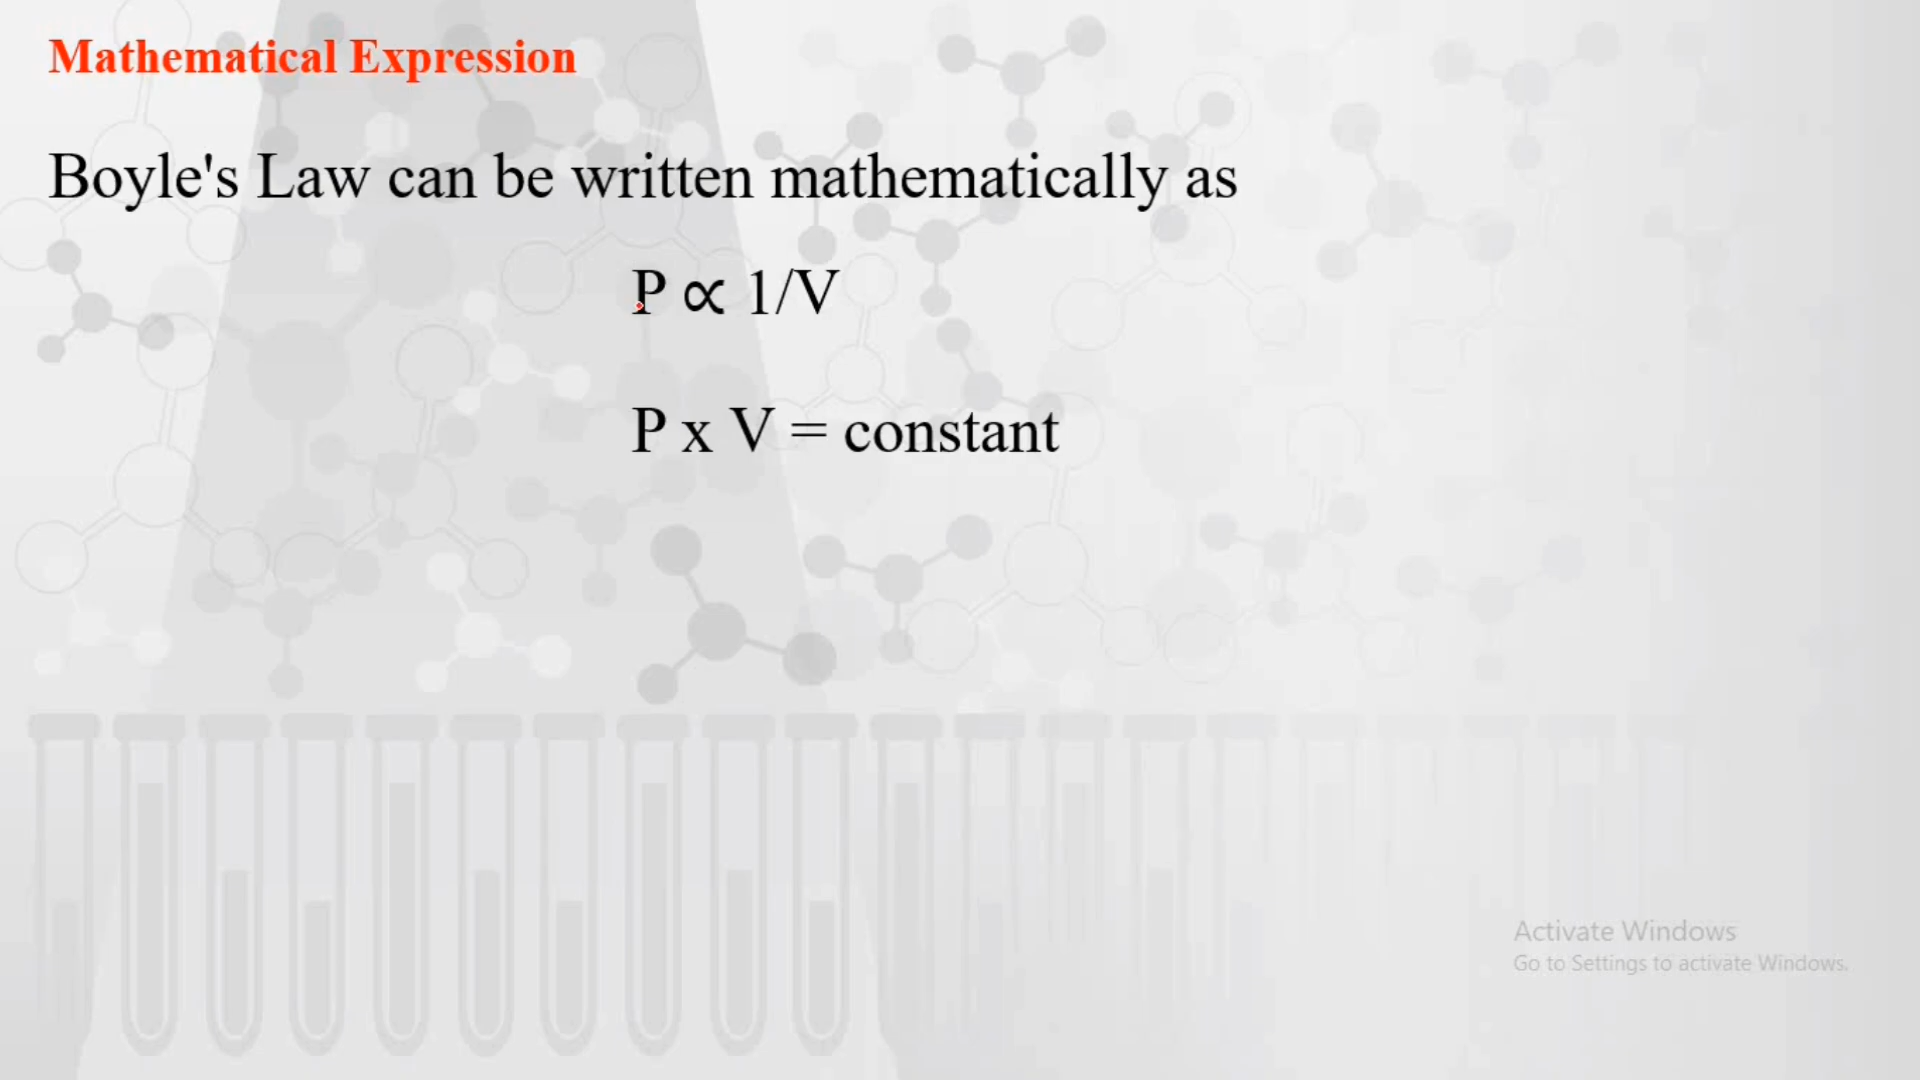 Mathematical Expression
Boyle's Law can be written mathematically as
P ∝ 1/V
P x V = constant
Activate Windows
Go to Settings to activate Windows.